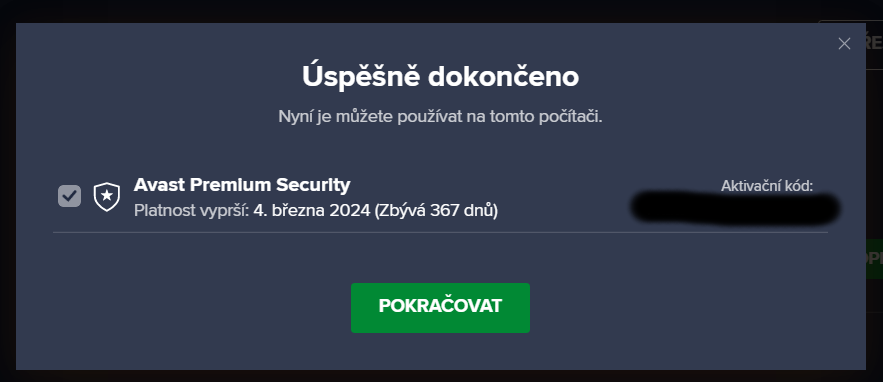 Úspěšně dokončeno
Nyní je můžete používat na tomto počítači.
Avast Premium Security
Platnost vyprší: 4. března 2024 (Zbývá 367 dnů)
Aktivační kód:
POKRAČOVAT